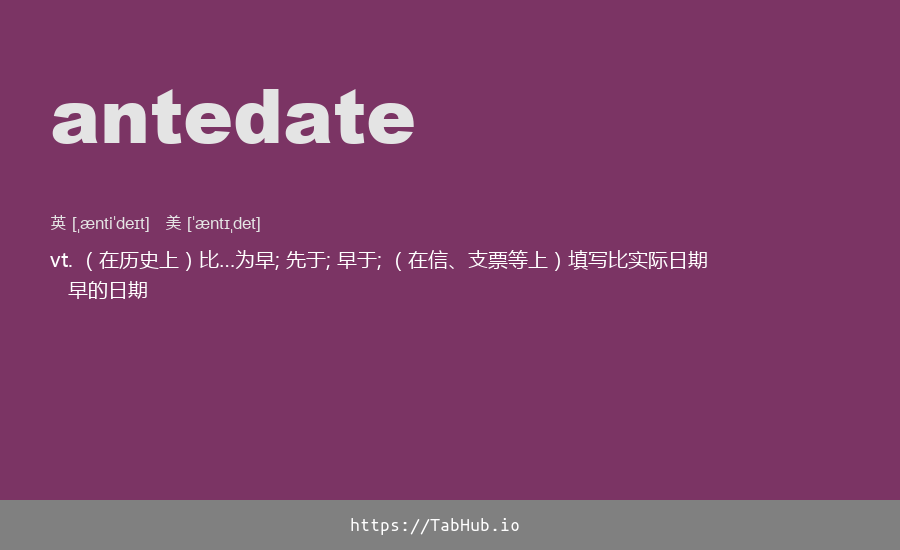 antedate
英 [ˌæntiˈdeɪt] 美 [ˈæntɪˌdet]
vt. （在历史上）比...为早; 先于; 早于; （在信、支票等上）填写比实际日期
早的日期
https://TabHub.io